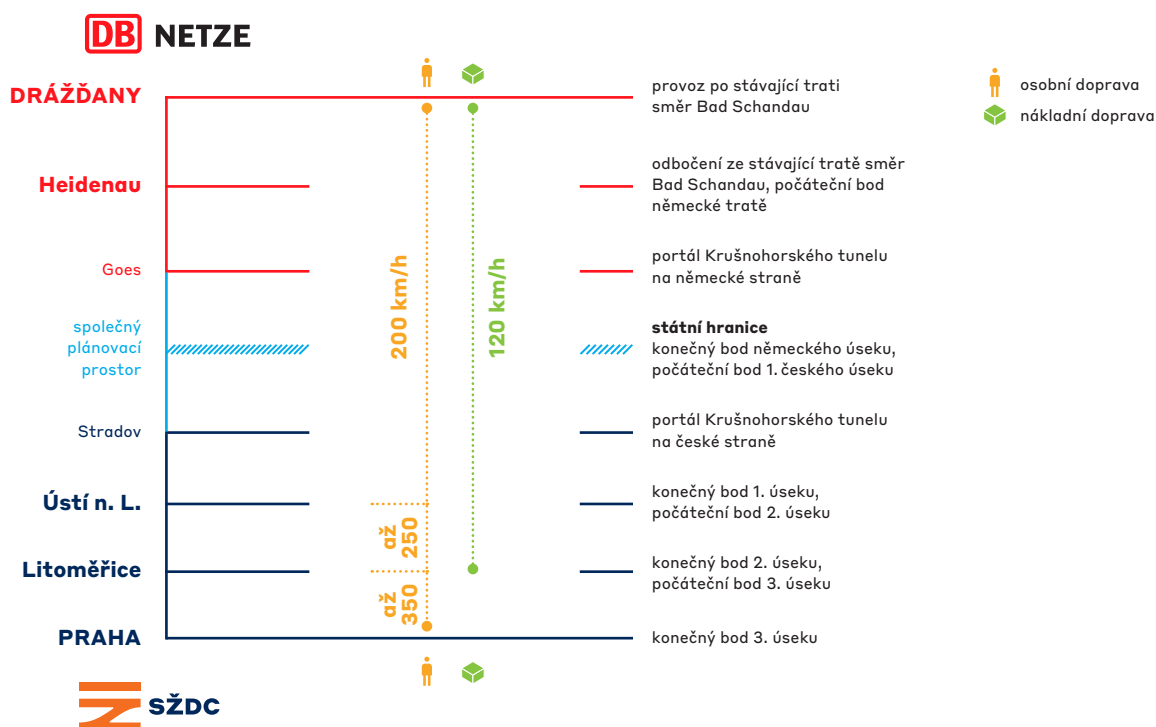 DB NETZE
DRÁŽĎANY
provoz po stávající trati
směr Bad Schandau
osobní doprava
nákladní doprava
Heidenau
odbočení ze stávající tratě směr
Bad Schandau, počáteční bod
německé tratě
Goes
portál Krušnohorského tunelu
na německé straně
200 km/h
120 km/h
společný
plánovací
prostor
státní hranice
konečný bod německého úseku,
počáteční bod 1. českého úseku
Stradov
portál Krušnohorského tunelu
na české straně
Ústí n. L.
konečný bod 1. úseku,
počáteční bod 2. úseku
až
250
Litoměřice
konečný bod 2. úseku,
počáteční bod 3. úseku
až
350
PRAHA
konečný bod 3. úseku
SŽDC